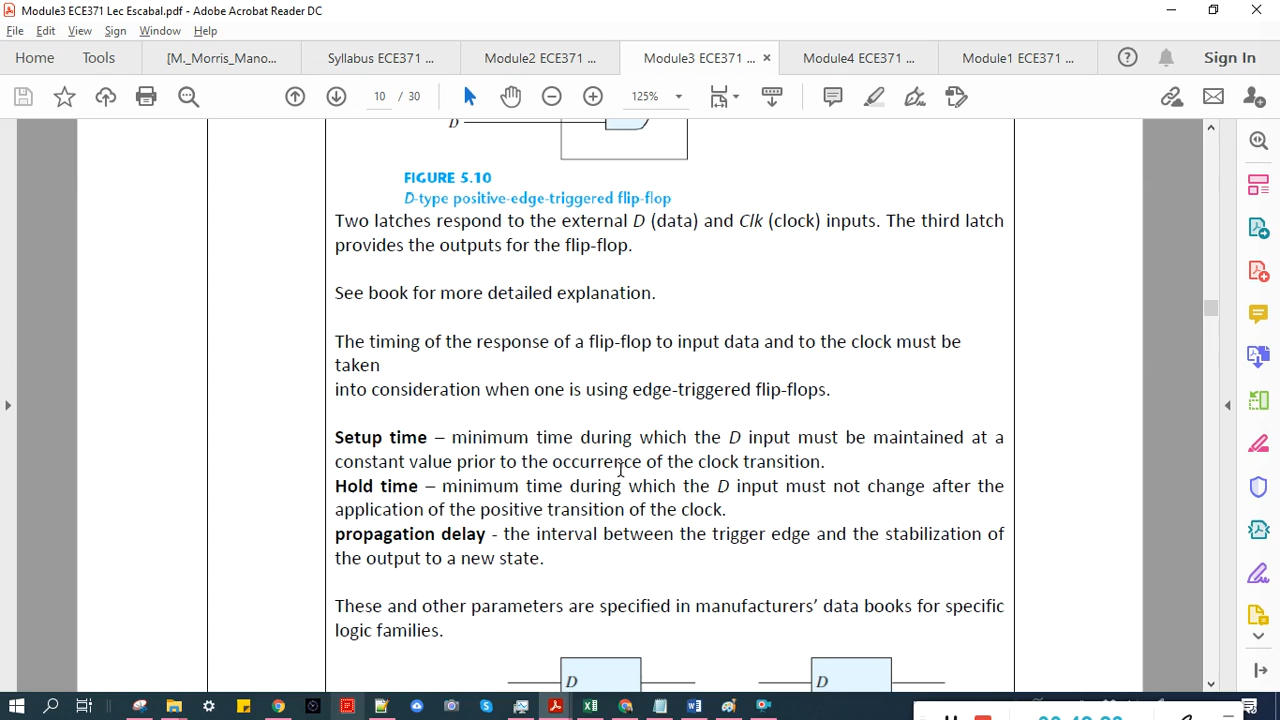 Module3 ECE371 Lec Escabal.pdf - Adobe Acrobat Reader DC
File Edit View Sign Window Help
Home Tools [M._Morris_Mano... Syllabus ECE371 ... Module2 ECE371 ... Module3 ECE371 ... Module4 ECE371 ... Module1 ECE371 ... Sign In
10 / 30 125%
D
FIGURE 5.10
D-type positive-edge-triggered flip-flop
Two latches respond to the external D (data) and Clk (clock) inputs. The third latch
provides the outputs for the flip-flop.
See book for more detailed explanation.
The timing of the response of a flip-flop to input data and to the clock must be
taken
into consideration when one is using edge-triggered flip-flops.
Setup time – minimum time during which the D input must be maintained at a
constant value prior to the occurrence of the clock transition.
Hold time – minimum time during which the D input must not change after the
application of the positive transition of the clock.
propagation delay - the interval between the trigger edge and the stabilization of
the output to a new state.
These and other parameters are specified in manufacturers’ data books for specific
logic families.
D D